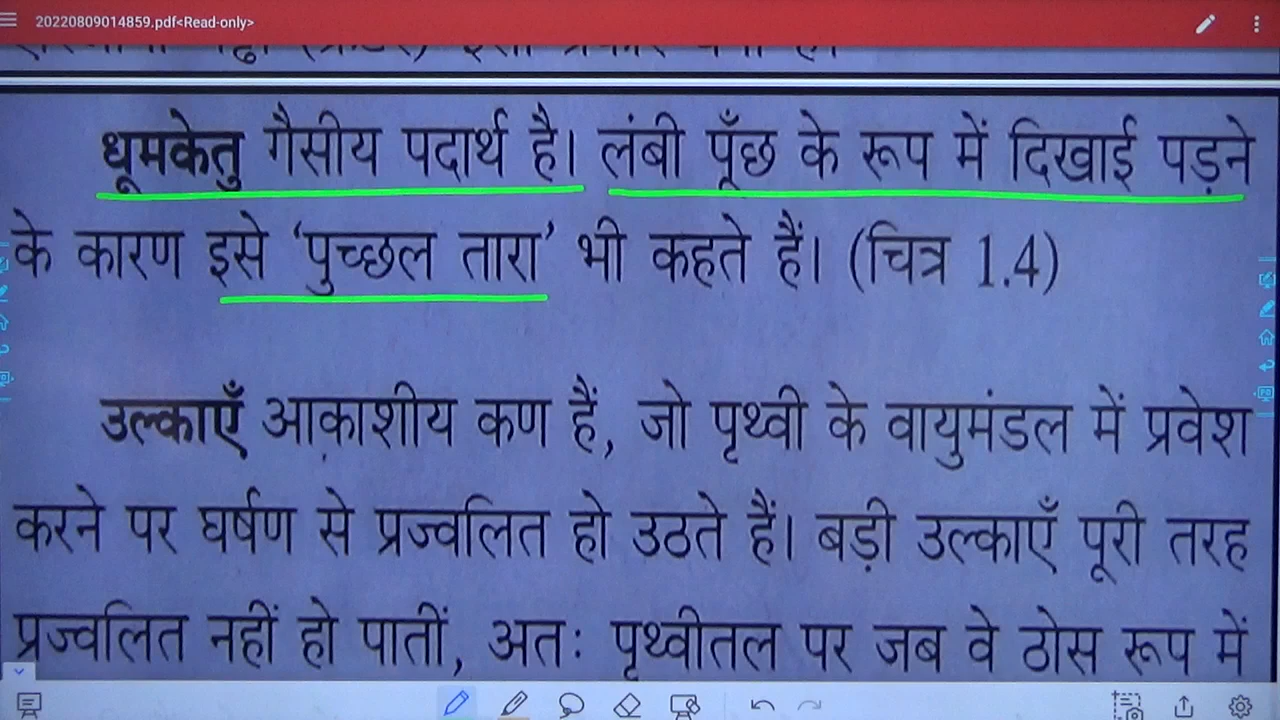 20220809014859.pdf<Read-only>
धूमकेतु गैसीय पदार्थ है। लंबी पूँछ के रूप में दिखाई पड़ने
के कारण इसे ‘पुच्छल तारा’ भी कहते हैं। (चित्र 1.4)
उल्काएँ आकाशीय कण हैं, जो पृथ्वी के वायुमंडल में प्रवेश
करने पर घर्षण से प्रज्वलित हो उठते हैं। बड़ी उल्काएँ पूरी तरह
प्रज्वलित नहीं हो पातीं, अतः पृथ्वीतल पर जब वे ठोस रूप में